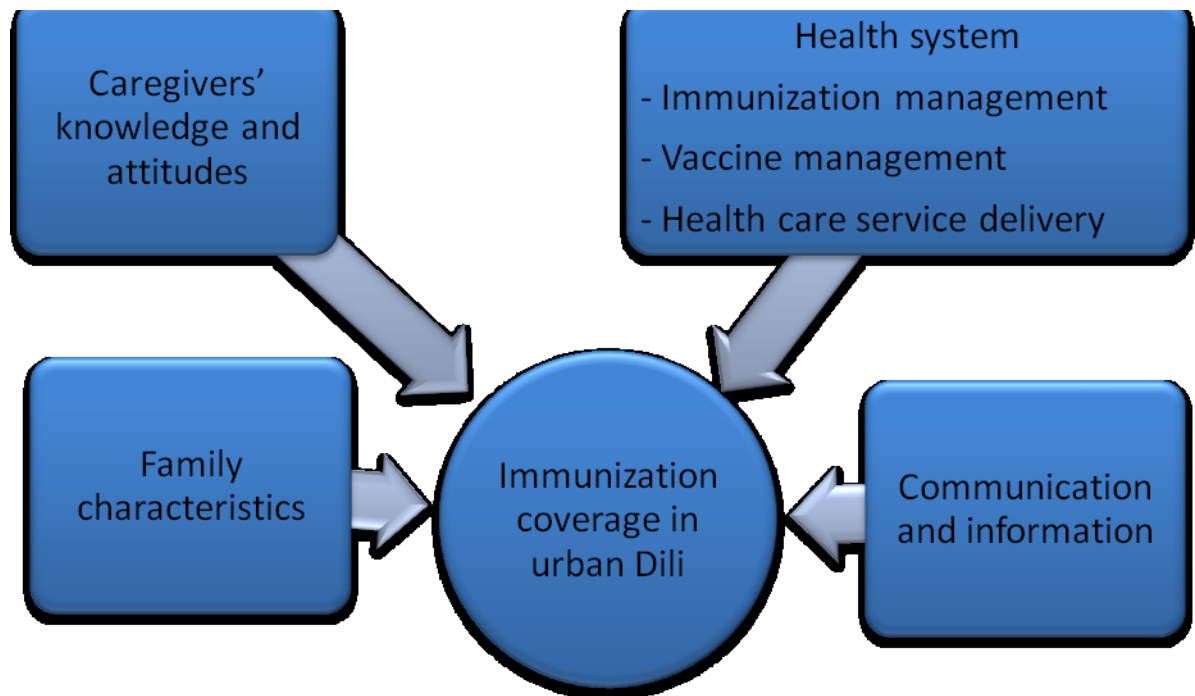 Caregivers’
knowledge and
attitudes
Health system
- Immunization management
- Vaccine management
- Health care service delivery
Family
characteristics
Immunization
coverage in
urban Dili
Communication
and information